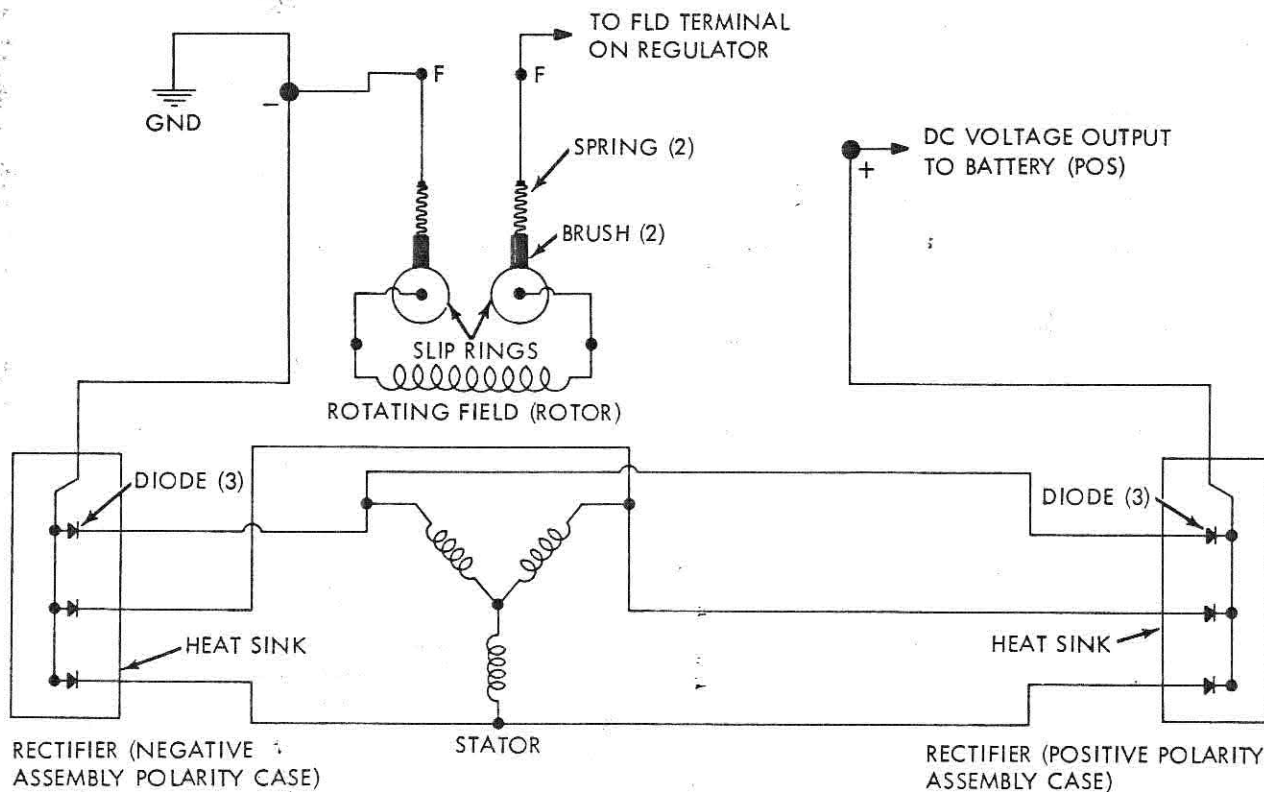 TO FLD TERMINAL
ON REGULATOR
F
F
-
GND
SPRING (2)
DC VOLTAGE OUTPUT
TO BATTERY (POS)
+
BRUSH (2)
SLIP RINGS
ROTATING FIELD (ROTOR)
DIODE (3)
DIODE (3)
HEAT SINK
HEAT SINK
STATOR
RECTIFIER (NEGATIVE
ASSEMBLY POLARITY CASE)
RECTIFIER (POSITIVE POLARITY
ASSEMBLY CASE)